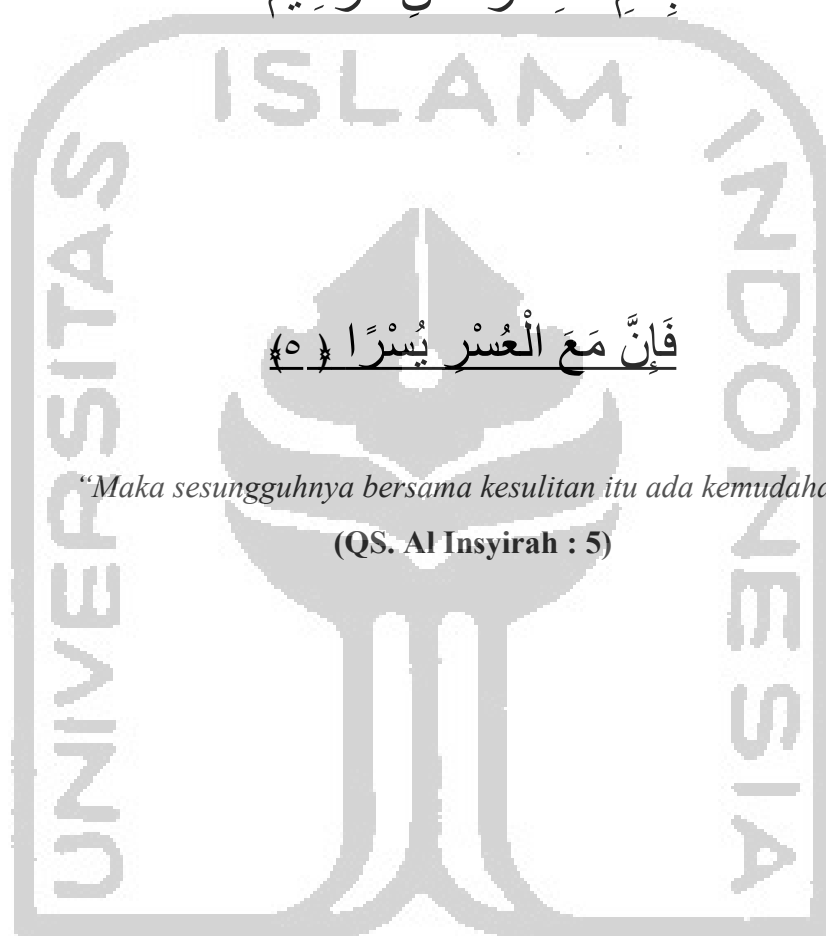 ISLAM
UNIVERSITAS
INDONESIA
فَإِنَّ مَعَ الْعُسْرِ يُسْرًا ﴿ ٥﴾
“Maka sesungguhnya bersama kesulitan itu ada kemudaha
(QS. Al Insyirah : 5)